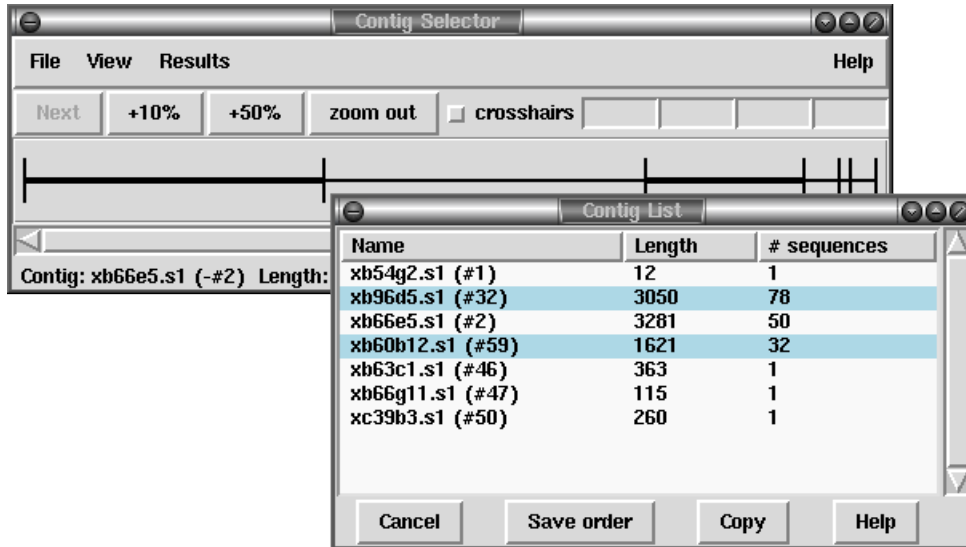 Contig Selector
File View Results Help
Next +10% +50% zoom out crosshairs
Contig: xb66e5.s1 (-#2) Length:
Contig List
Name Length # sequences
xb54g2.s1 (#1) 12 1
xb96d5.s1 (#32) 3050 78
xb66e5.s1 (#2) 3281 50
xb60b12.s1 (#59) 1621 32
xb63c1.s1 (#46) 363 1
xb66g11.s1 (#47) 115 1
xc39b3.s1 (#50) 260 1
Cancel Save order Copy Help